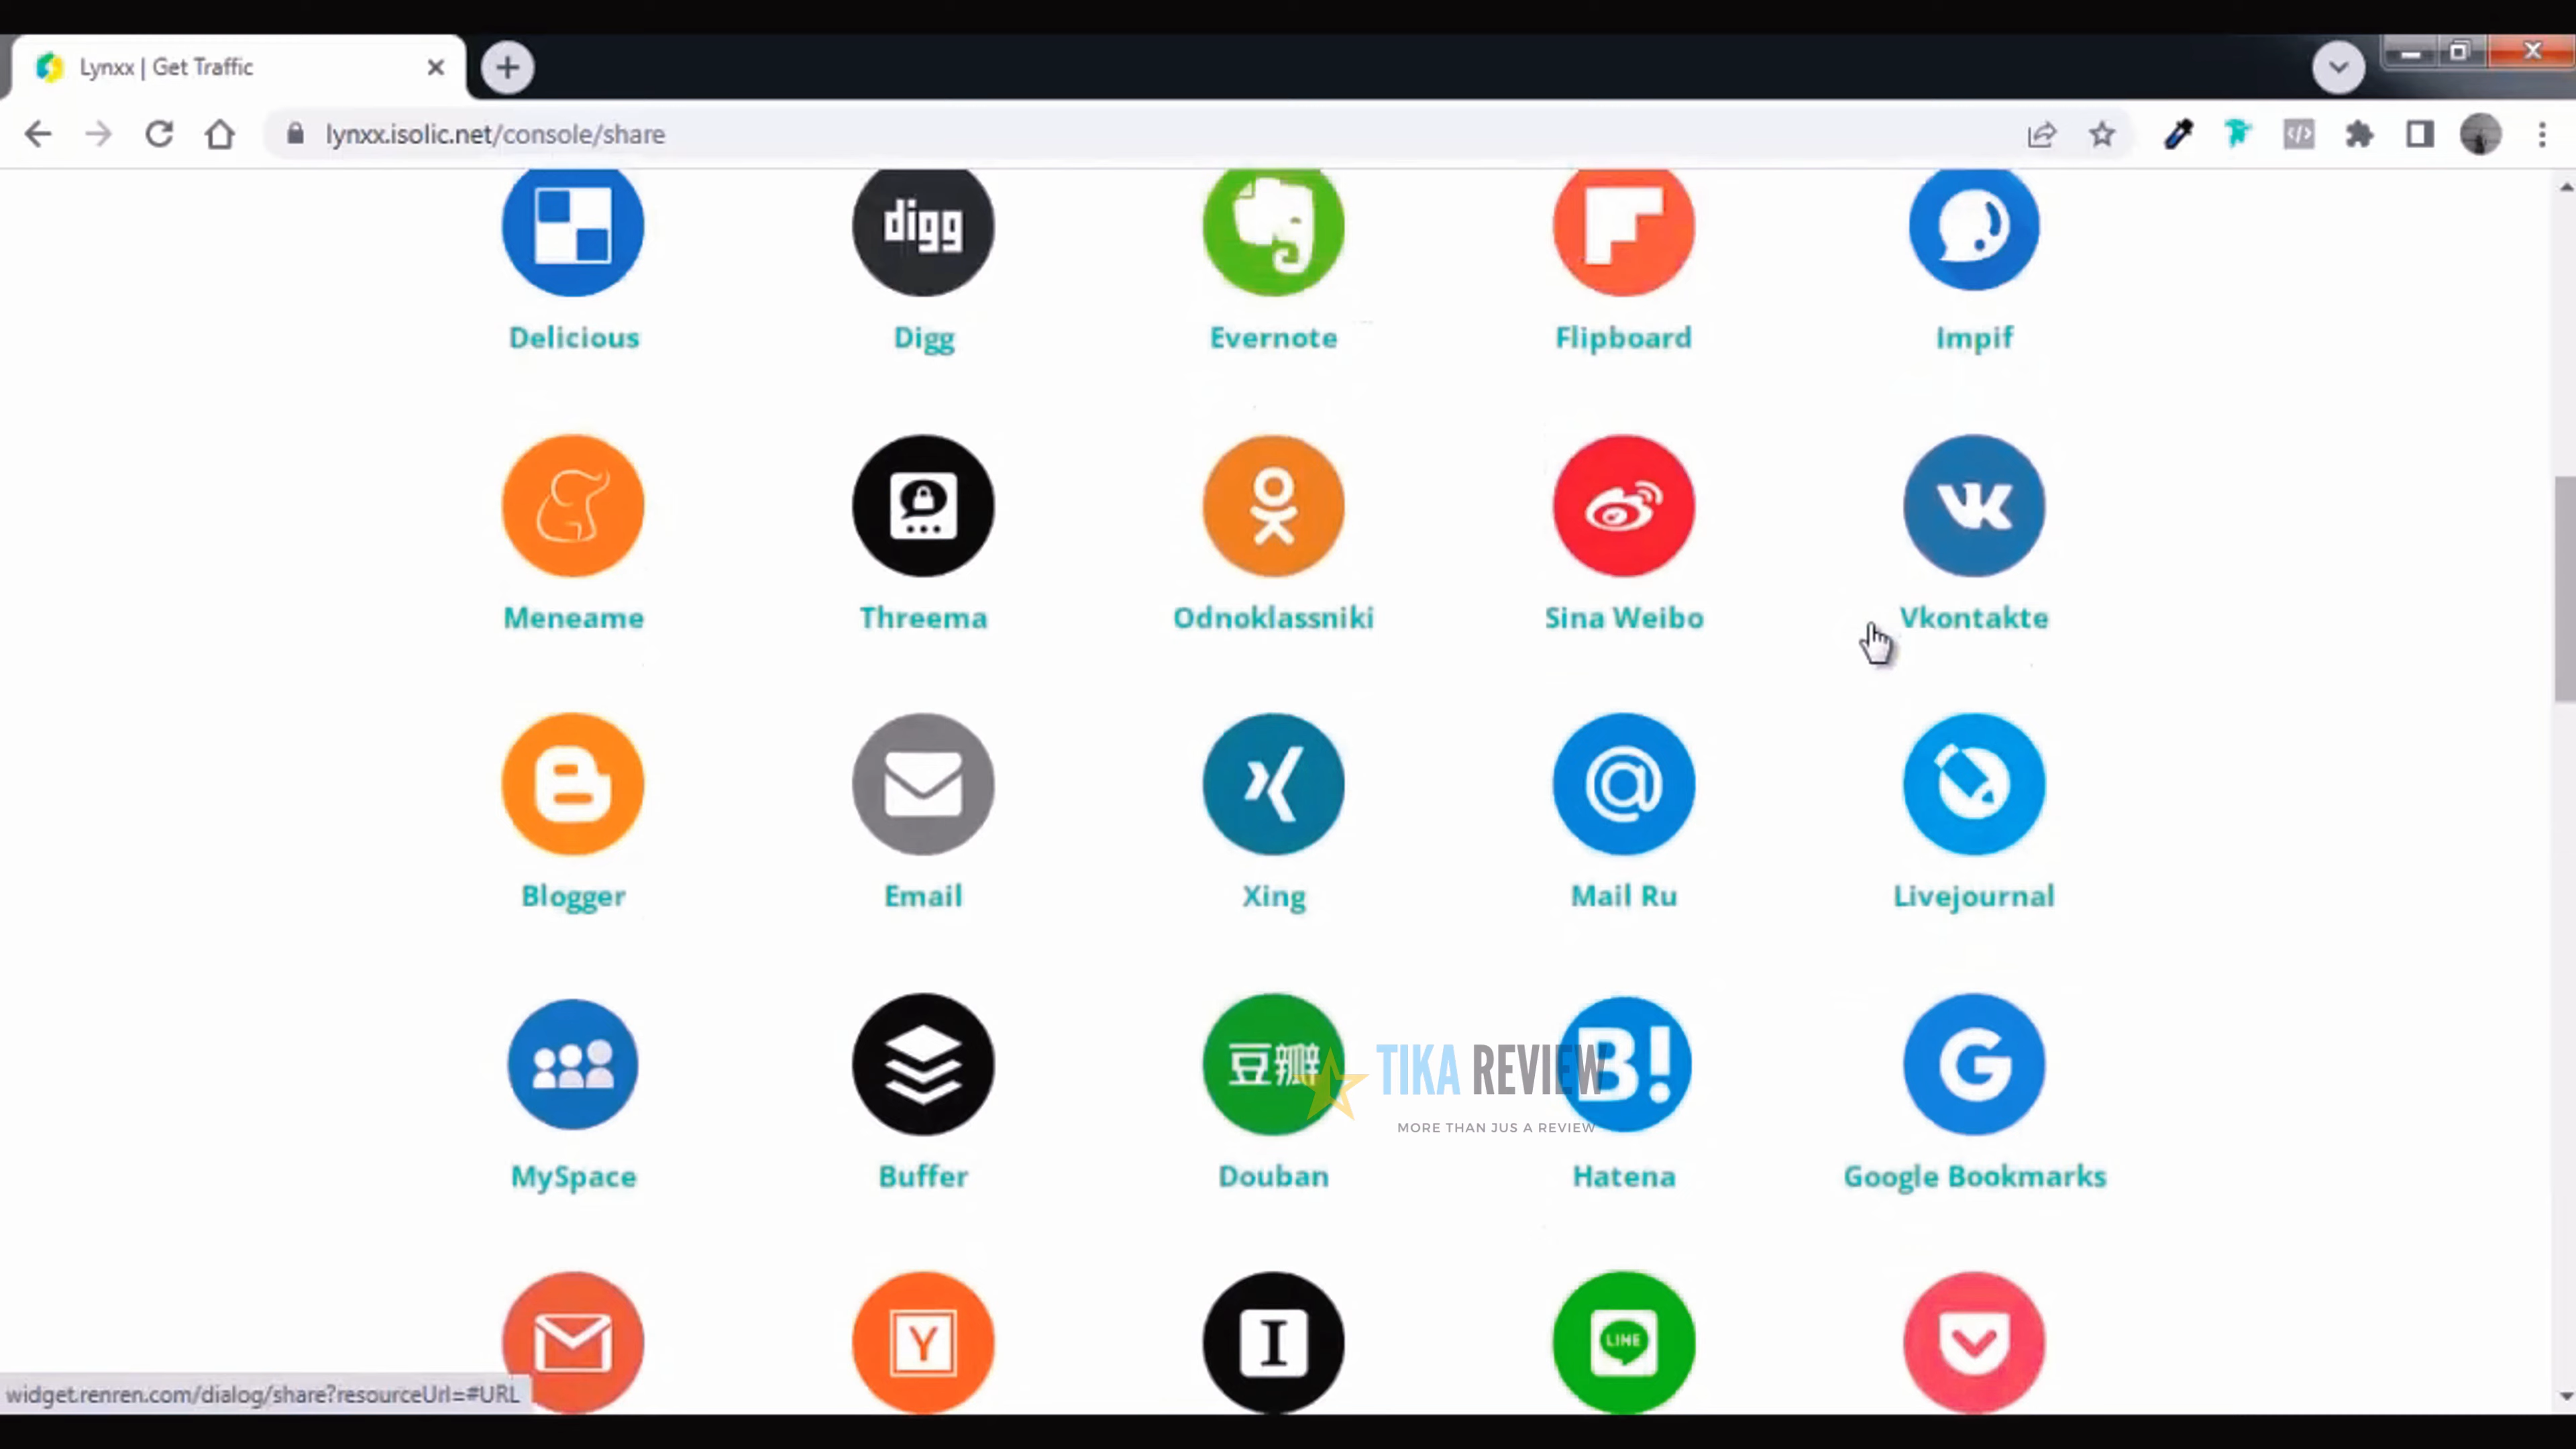 Lynxx | Get Traffic
lynxx.isolic.net/console/share
digg
Delicious
Digg
Evernote
Flipboard
Impif
Meneame
Threema
Odnoklassniki
Sina Weibo
Vkontakte
Blogger
Email
Xing
Mail Ru
Livejournal
豆瓣
TIKA REVIEW
B!
G
MORE THAN JUS A REVIEW
MySpace
Buffer
Douban
Hatena
Google Bookmarks
Y
I
LINE
widget.renren.com/dialog/share?resourceUrl=#URL